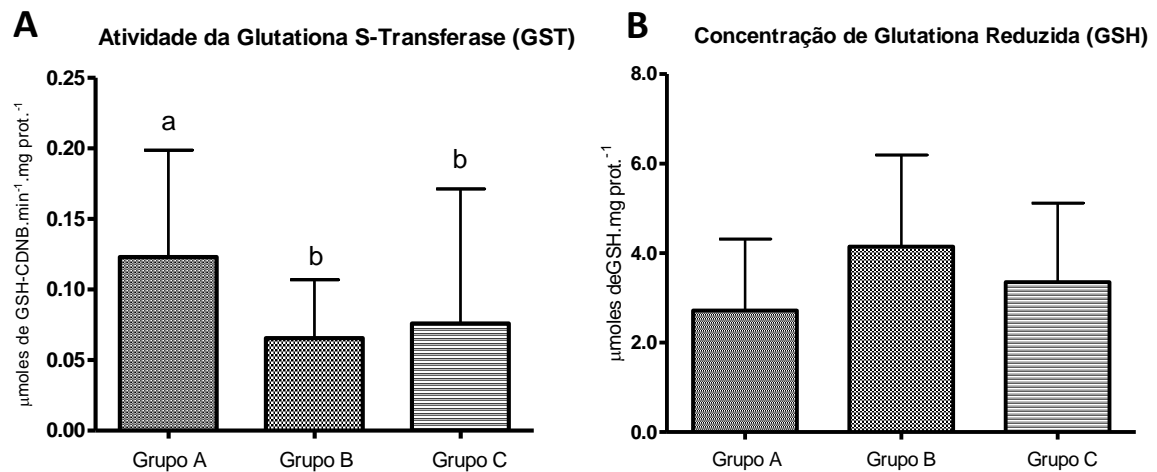 A
Atividade da Glutationa S-Transferase (GST)
µmoles de GSH-CDNB.min⁻¹.mg prot.⁻¹
0.25
0.20
0.15
0.10
0.05
0.00
a
b
b
Grupo A
Grupo B
Grupo C
B
Concentração de Glutationa Reduzida (GSH)
µmoles deGSH.mg prot.⁻¹
8.0
6.0
4.0
2.0
0.0
Grupo A
Grupo B
Grupo C